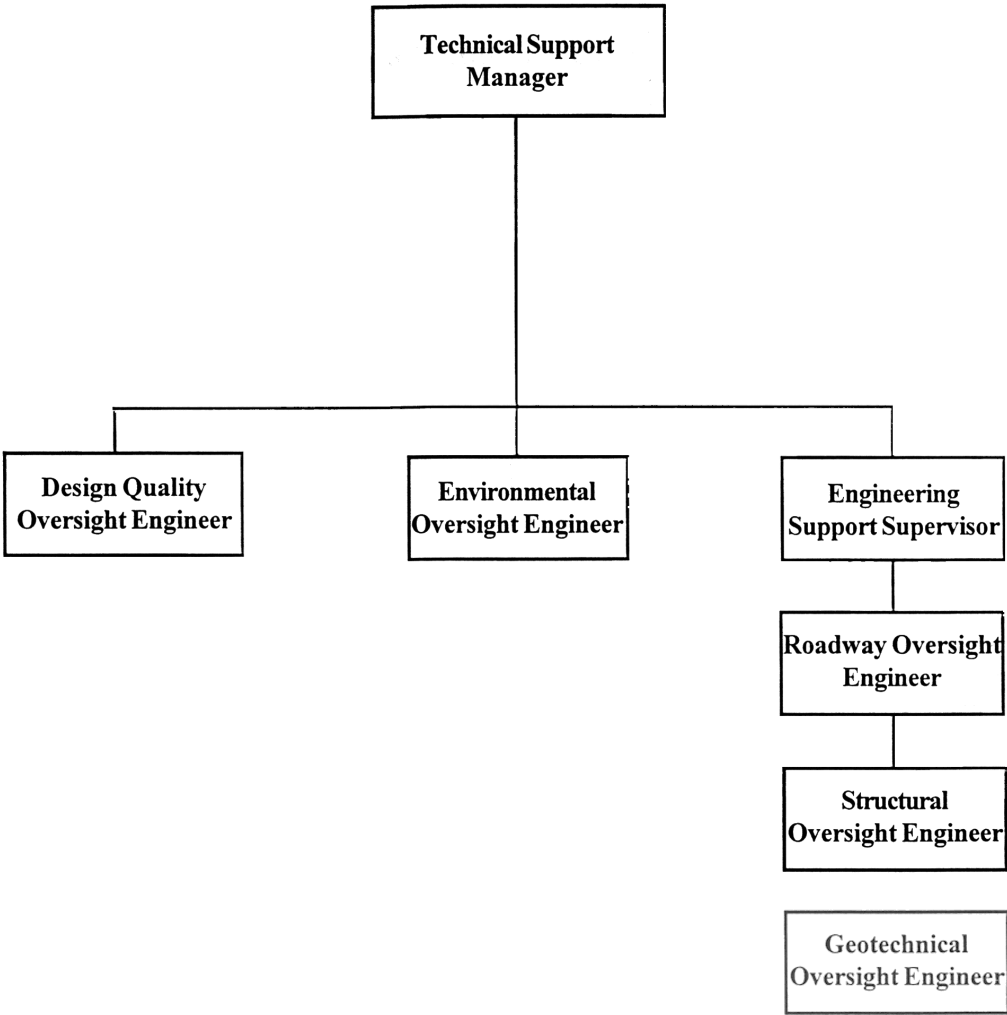 Technical Support
Manager
Design Quality
Oversight Engineer
Environmental
Oversight Engineer
Engineering
Support Supervisor
Roadway Oversight
Engineer
Structural
Oversight Engineer
Geotechnical
Oversight Engineer